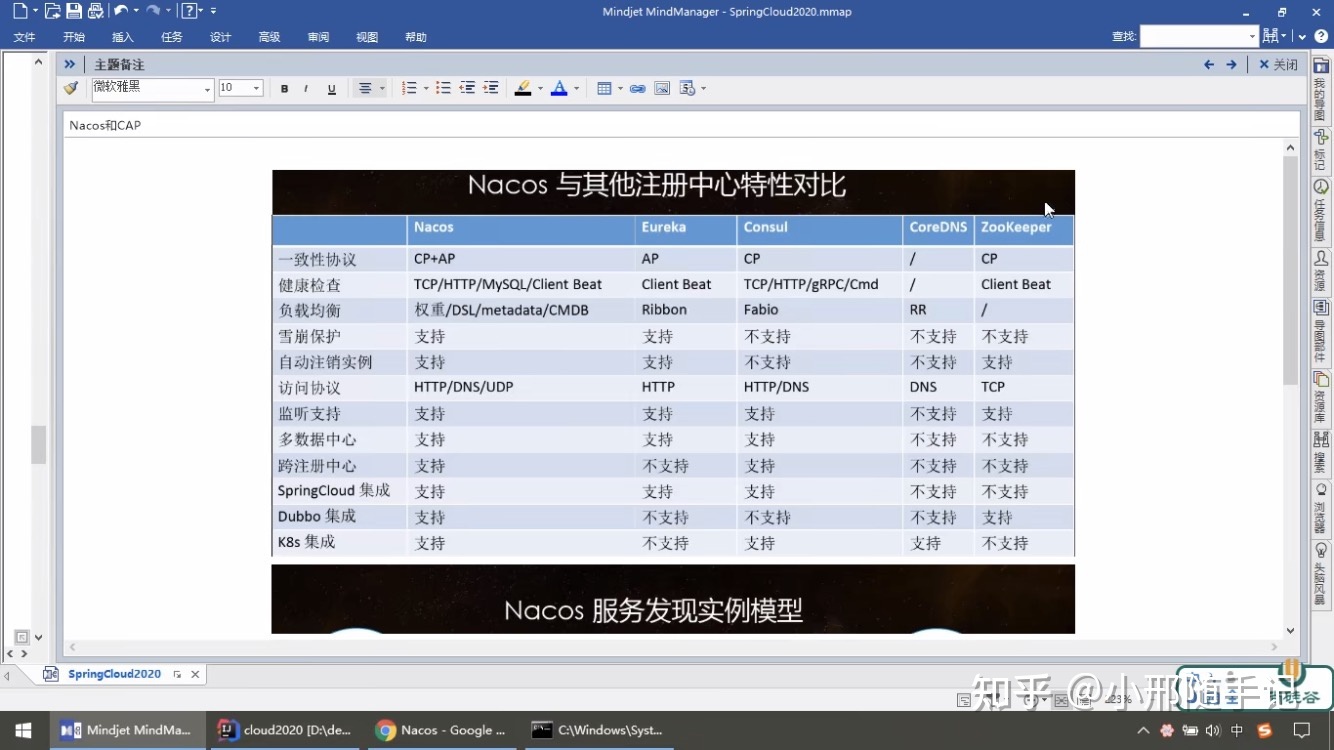 Mindjet MindManager - SpringCloud2020.mmap
文件 开始 插入 任务 设计 高级 审阅 视图 帮助 查找:
主题备注 关闭
微软雅黑 10 B I U
Nacos和CAP
Nacos 与其他注册中心特性对比
Nacos Eureka Consul CoreDNS ZooKeeper
一致性协议 CP+AP AP CP / CP
健康检查 TCP/HTTP/MySQL/Client Beat Client Beat TCP/HTTP/gRPC/Cmd / Client Beat
负载均衡 权重/DSL/metadata/CMDB Ribbon Fabio RR /
雪崩保护 支持 支持 不支持 不支持 不支持
自动注销实例 支持 支持 不支持 不支持 支持
访问协议 HTTP/DNS/UDP HTTP HTTP/DNS DNS TCP
监听支持 支持 支持 支持 不支持 支持
多数据中心 支持 支持 支持 不支持 不支持
跨注册中心 支持 不支持 支持 不支持 不支持
SpringCloud 集成 支持 支持 支持 不支持 不支持
Dubbo 集成 支持 不支持 不支持 不支持 支持
K8s 集成 支持 不支持 支持 支持 不支持
Nacos 服务发现实例模型
我的导图
标记
任务信息
资源
导图部件
资源库
搜索
浏览器
头脑风暴
SpringCloud2020
知乎 @小邢随手记
Mindjet MindMa... cloud2020 [D:\de... Nacos - Google ... C:\Windows\Syst... 中